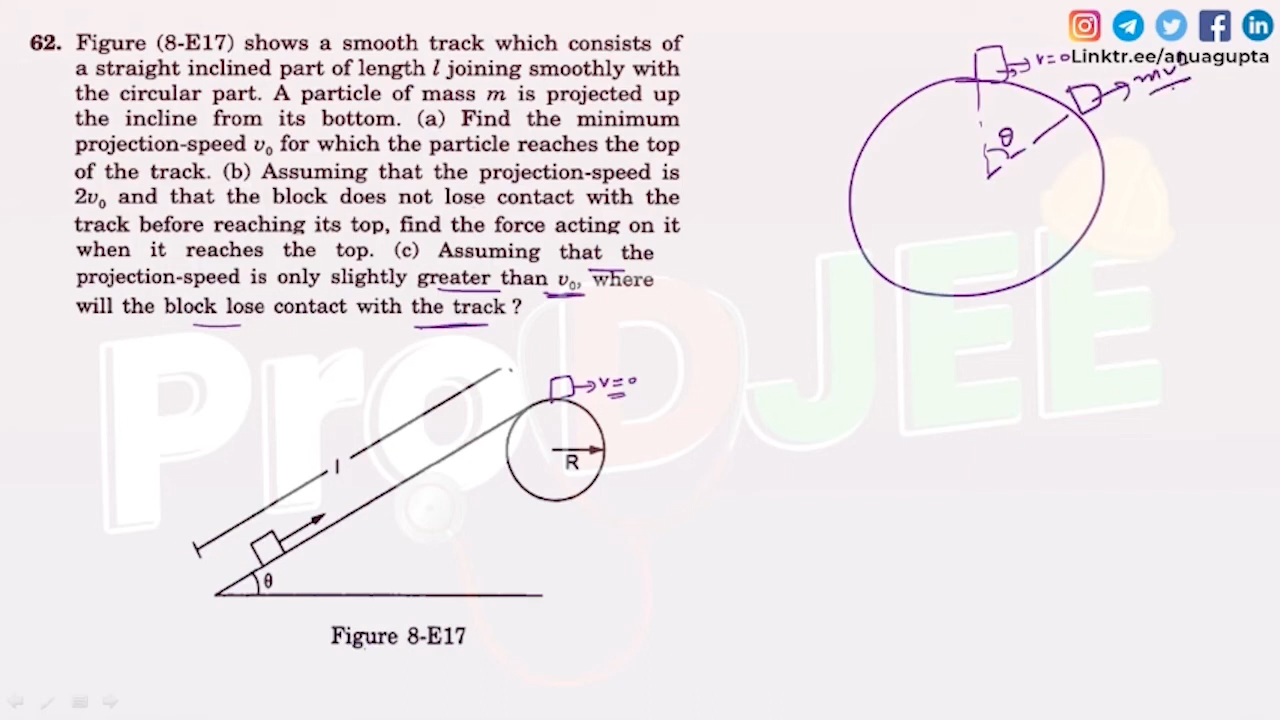 Linktr.ee/anuagupta
62. Figure (8-E17) shows a smooth track which consists of
a straight inclined part of length l joining smoothly with
the circular part. A particle of mass m is projected up
the incline from its bottom. (a) Find the minimum
projection-speed v₀ for which the particle reaches the top
of the track. (b) Assuming that the projection-speed is
2v₀ and that the block does not lose contact with the
track before reaching its top, find the force acting on it
when it reaches the top. (c) Assuming that the
projection-speed is only slightly greater than v₀, where
will the block lose contact with the track ?
v=0
θ
ProDJEE
v=0
l
R
θ
Figure 8-E17